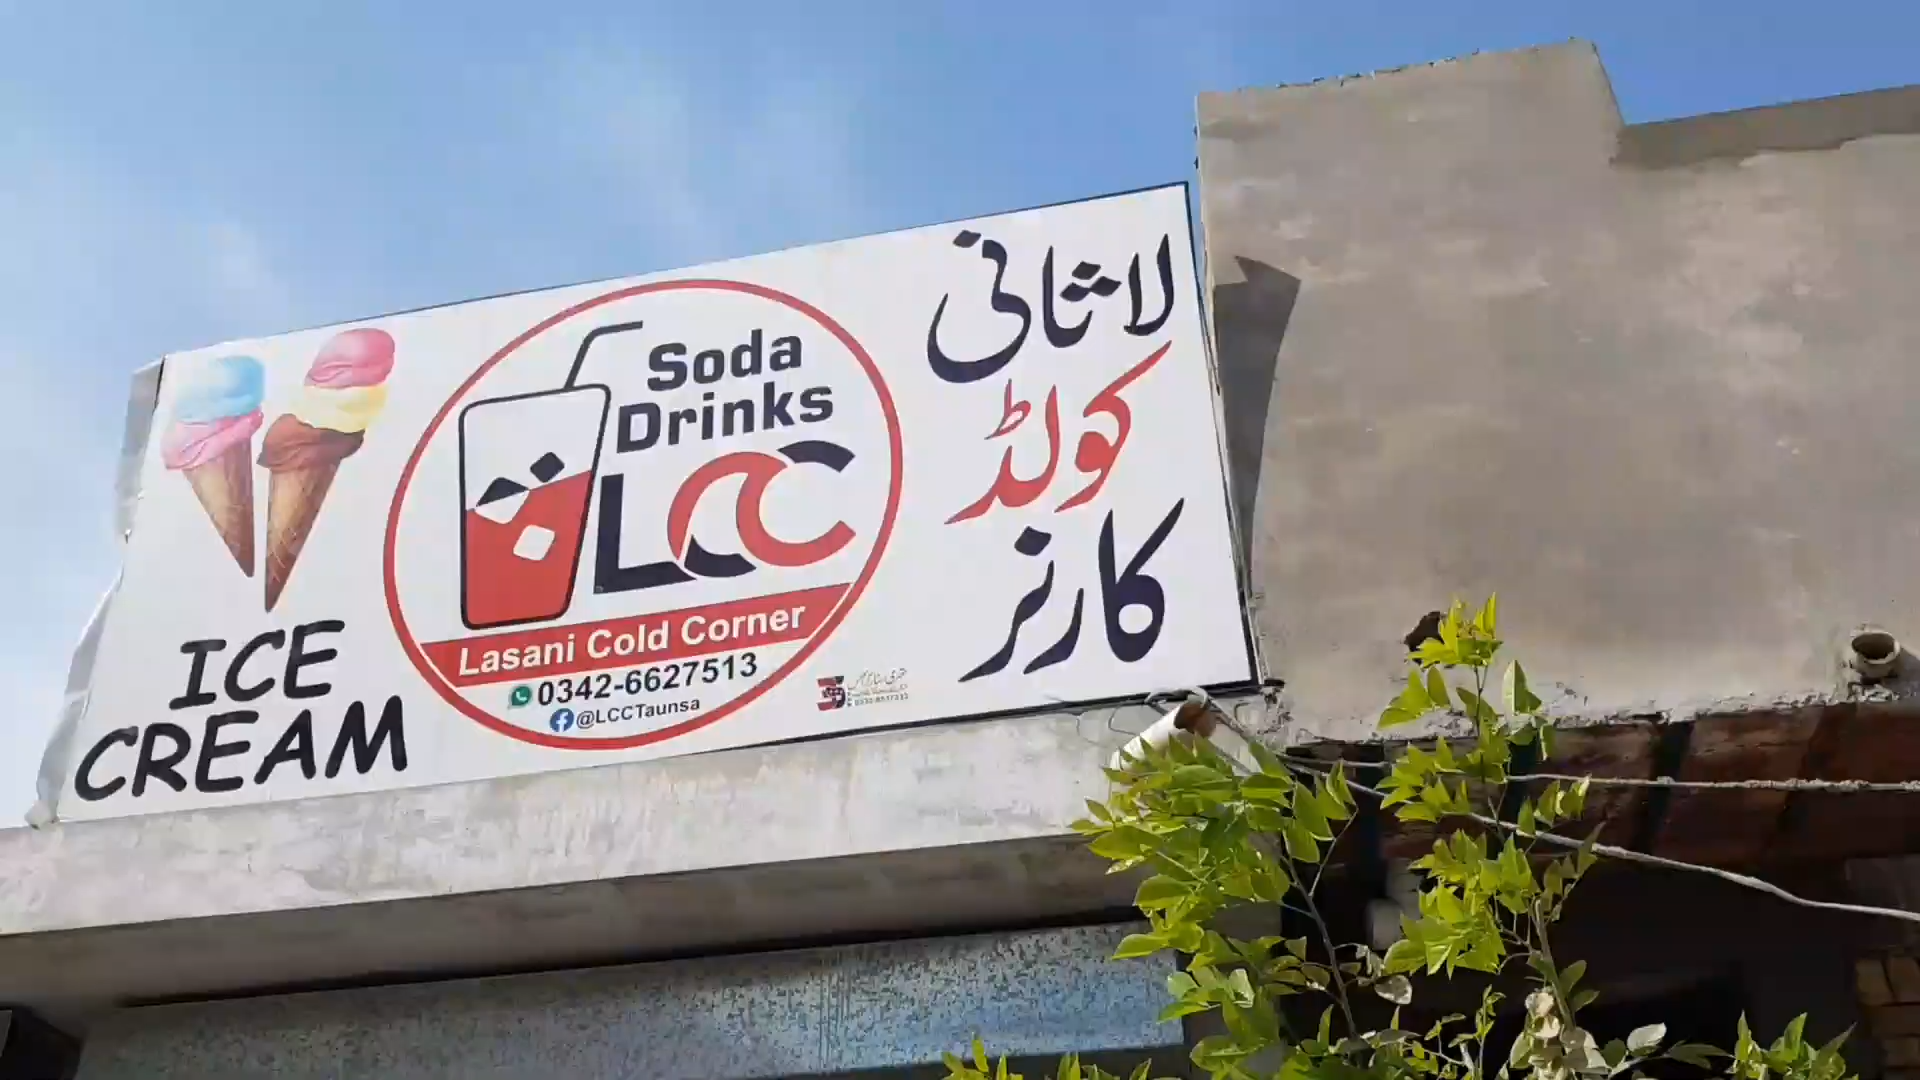 ICE
CREAM
Soda
Drinks
LCC
Lasani Cold Corner
0342-6627513
@LCCTaunsa
لاثانی
کولڈ
کارنر